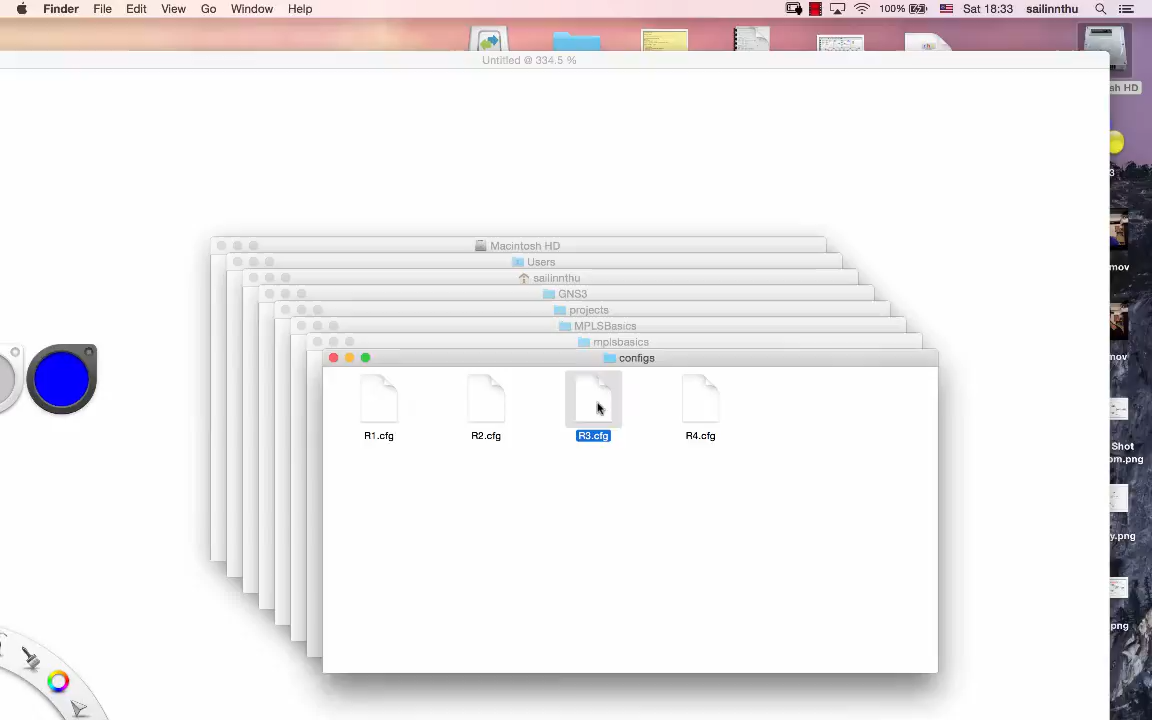 Finder File Edit View Go Window Help 100% Sat 18:33 sailinnthu
Untitled @ 334.5 %
sh HD
3
Macintosh HD
Users
mov
sailinnthu
GNS3
projects
MPLSBasics
mplsbasics
configs
mov
R1.cfg R2.cfg R3.cfg R4.cfg
Shot
om.png
y.png
png